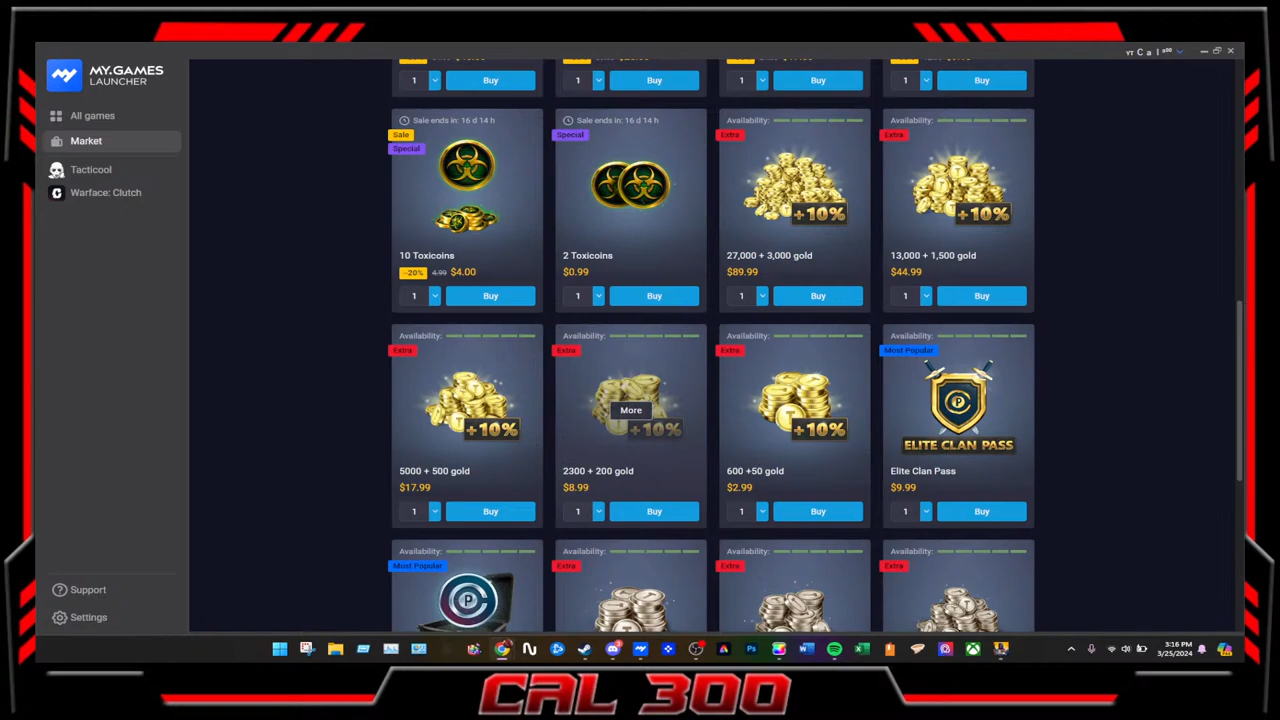 YT C a l ³⁰⁰
MY.GAMES
LAUNCHER
All games
Market
Tacticool
Warface: Clutch
Support
Settings
1 Buy
1 Buy
1 Buy
1 Buy
Sale ends in: 16 d 14 h
Sale
Special
10 Toxicoins
-20% 4.99 $4.00
1 Buy
Sale ends in: 16 d 14 h
Special
2 Toxicoins
$0.99
1 Buy
Availability:
Extra
+10%
27,000 + 3,000 gold
$89.99
1 Buy
Availability:
Extra
+10%
13,000 + 1,500 gold
$44.99
1 Buy
Availability:
Extra
+10%
5000 + 500 gold
$17.99
1 Buy
Availability:
Extra
More
+10%
2300 + 200 gold
$8.99
1 Buy
Availability:
Extra
+10%
600 +50 gold
$2.99
1 Buy
Availability:
Most Popular
ELITE CLAN PASS
Elite Clan Pass
$9.99
1 Buy
Availability:
Most Popular
Availability:
Extra
Availability:
Extra
Availability:
Extra
3:16 PM
3/25/2024
CAL 300